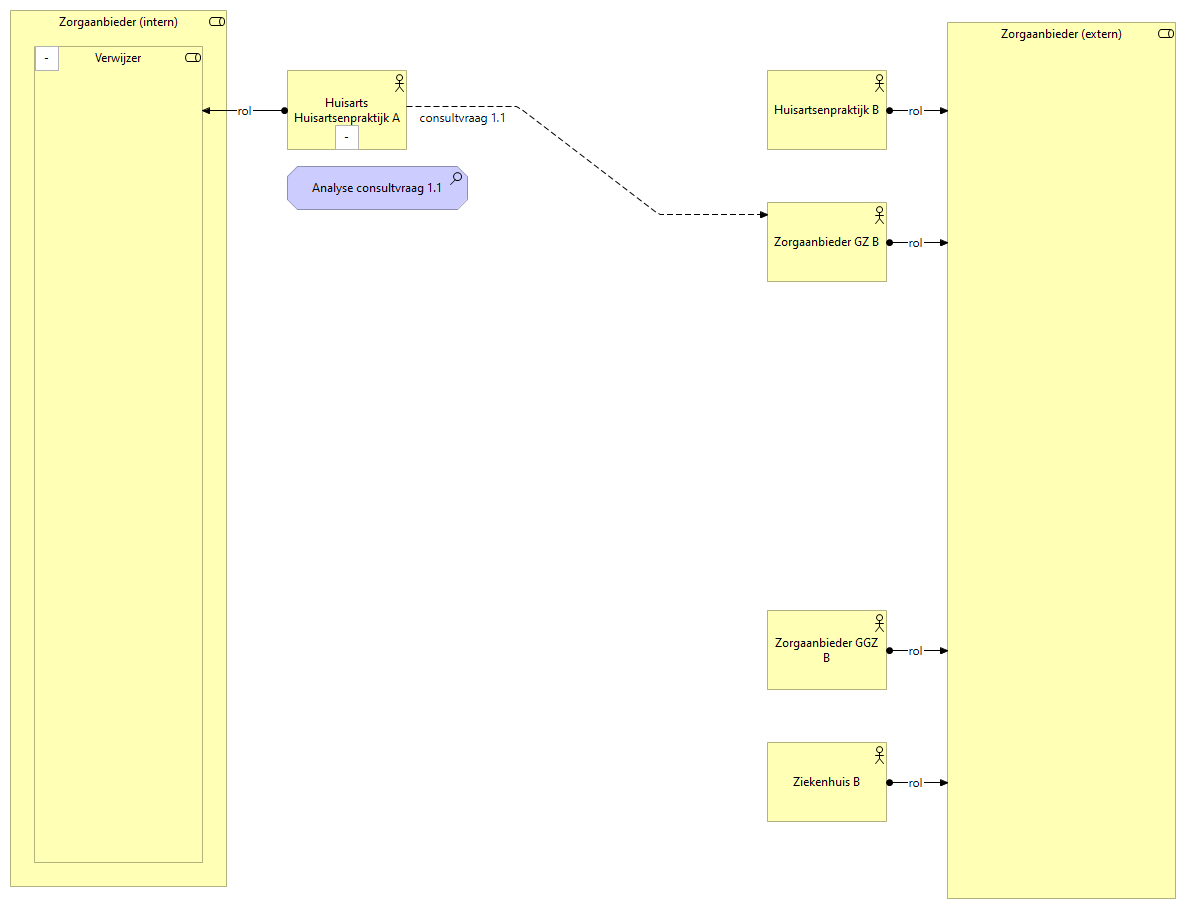 Zorgaanbieder (intern)
Verwijzer
-
rol
Huisarts
Huisartsenpraktijk A
-
consultvraag 1.1
Analyse consultvraag 1.1
Zorgaanbieder (extern)
Huisartsenpraktijk B
rol
Zorgaanbieder GZ B
rol
Zorgaanbieder GGZ
B
rol
Ziekenhuis B
rol